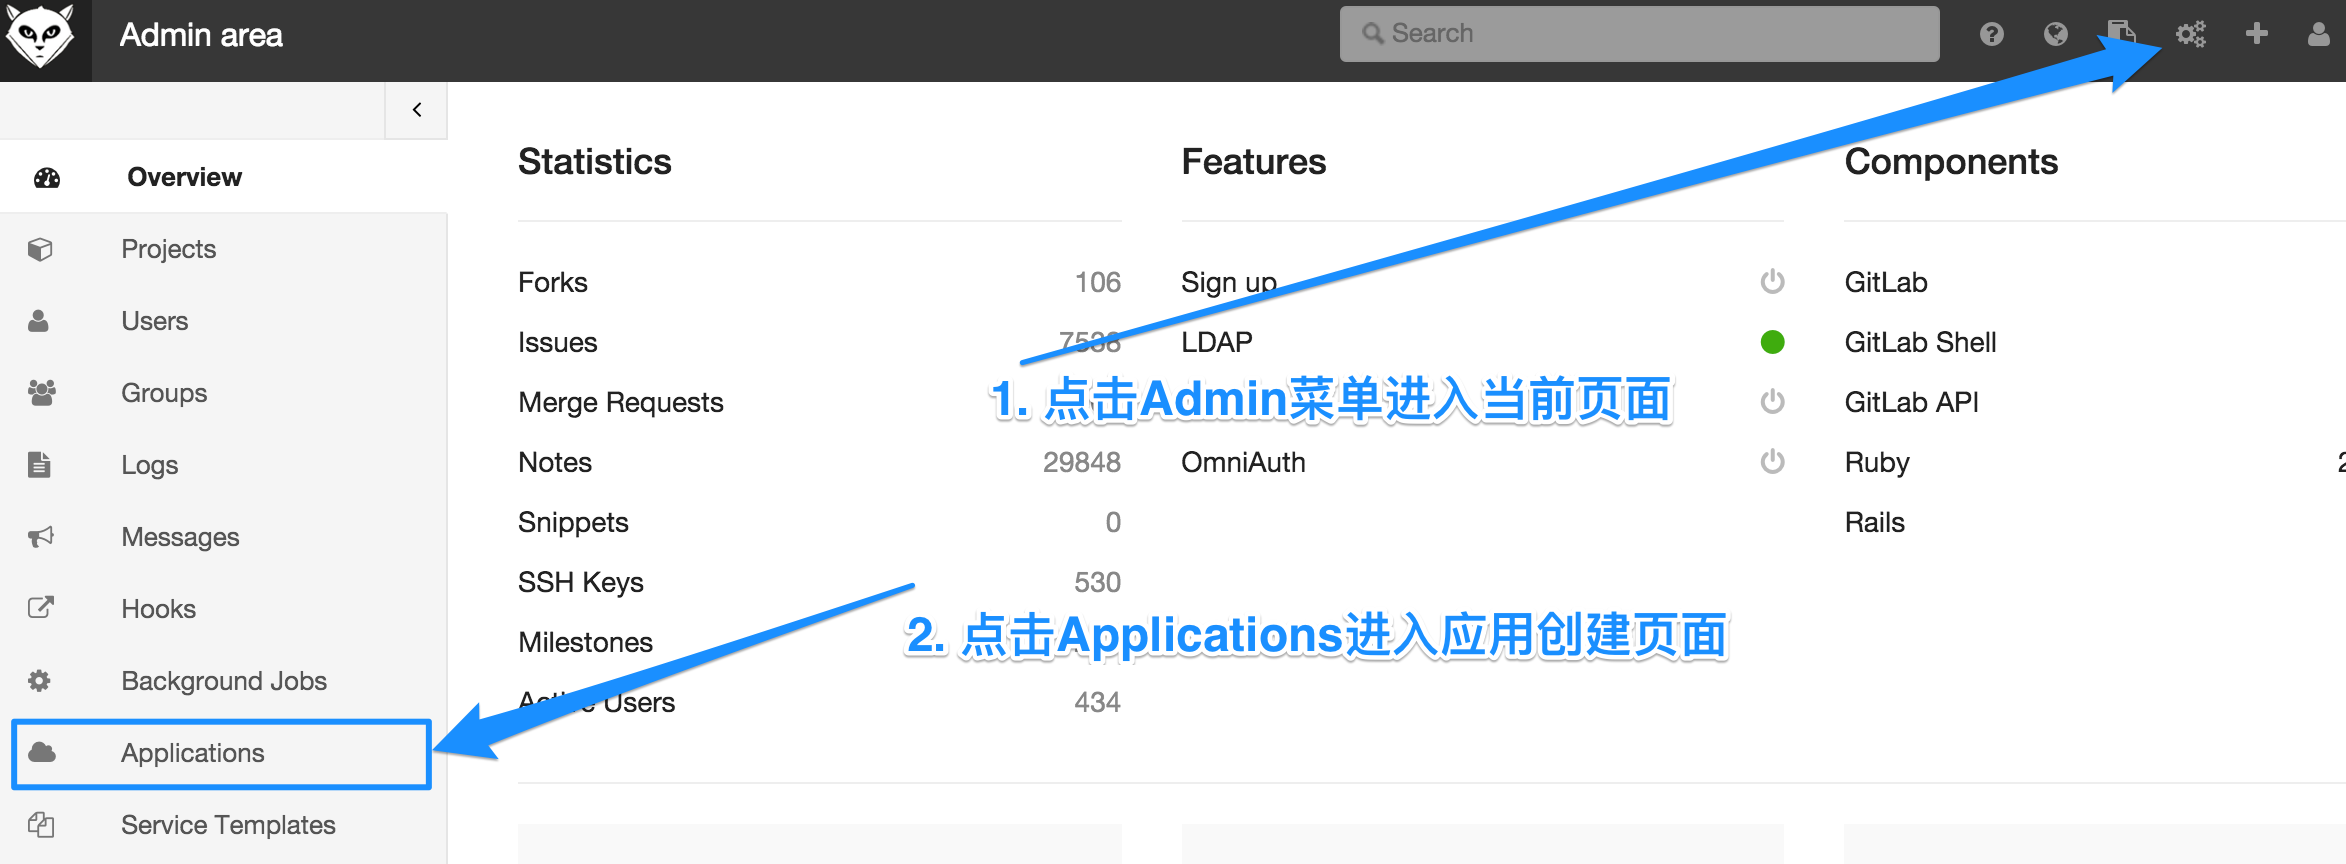 Admin area
Search
Overview
Projects
Users
Groups
Logs
Messages
Hooks
Background Jobs
Applications
Service Templates
Statistics
Forks 106
Issues 7538
Merge Requests
Notes 29848
Snippets 0
SSH Keys 530
Milestones
Active Users 434
Features
Sign up
LDAP
OmniAuth
Components
GitLab
GitLab Shell
GitLab API
Ruby 2
Rails
1. 点击Admin菜单进入当前页面
2. 点击Applications进入应用创建页面